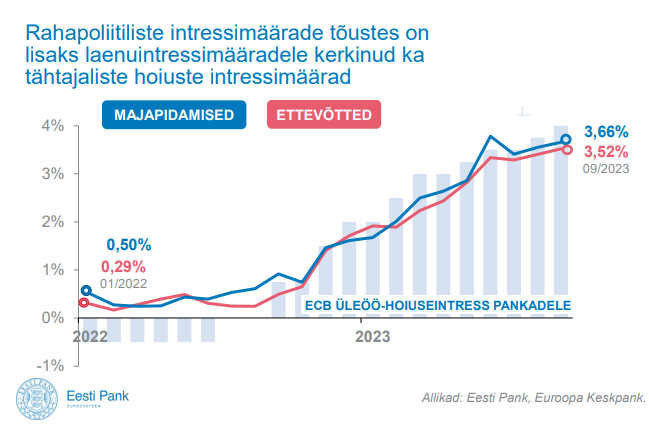 Rahapoliitiliste intressimäärade tõustes on
lisaks laenuintressimääradele kerkinud ka
tähtajaliste hoiuste intressimäärad
MAJAPIDAMISED
ETTEVÕTTED
4%
3%
2%
1%
0%
-1%
3,66%
3,52%
09/2023
0,50%
0,29%
01/2022
ECB ÜLEÖÖ-HOIUSEINTRESS PANKADELE
2022
2023
Eesti Pank
EUROSÜSTEEM
Allikad: Eesti Pank, Euroopa Keskpank.